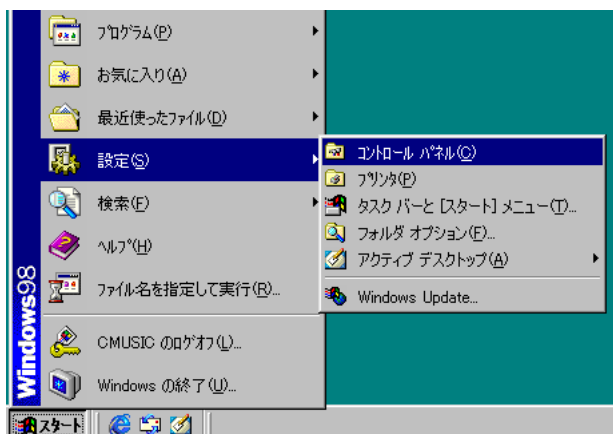 プログラム(P)
お気に入り(A)
最近使ったファイル(D)
設定(S)
検索(F)
ヘルプ(H)
ファイル名を指定して実行(R)...
CMUSIC のログオフ(L)...
Windows の終了(U)...
コントロール パネル(C)
プリンタ(P)
タスク バーと [スタート] メニュー(T)...
フォルダ オプション(F)...
アクティブ デスクトップ(A)
Windows Update...
Windows98
スタート